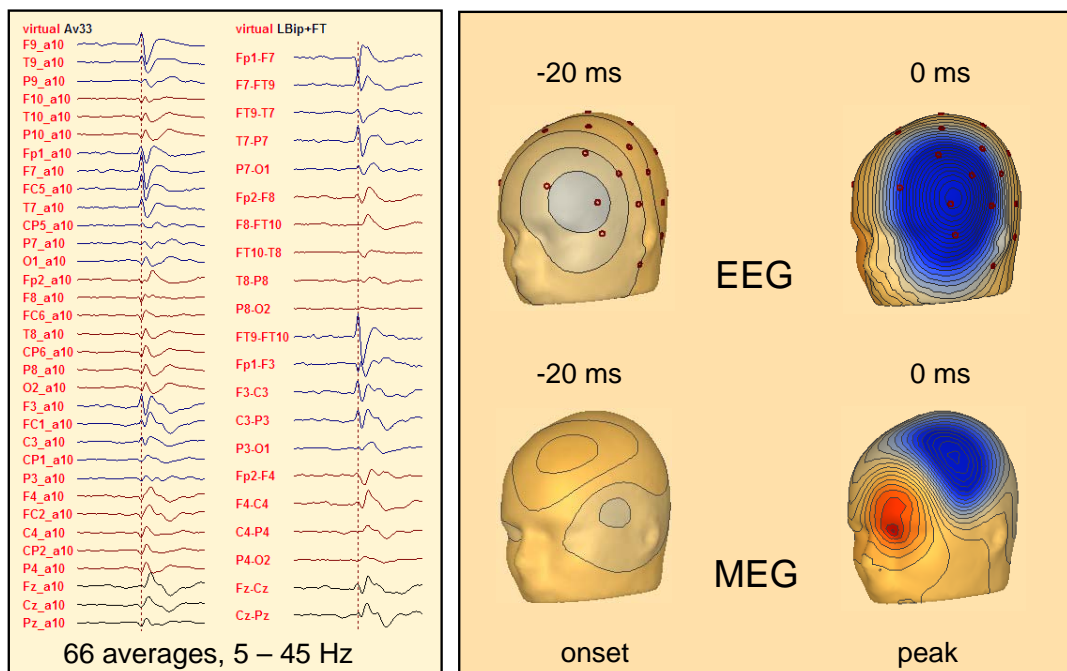 virtual Av33
F9_a10
T9_a10
P9_a10
F10_a10
T10_a10
P10_a10
Fp1_a10
F7_a10
FC5_a10
T7_a10
CP5_a10
P7_a10
O1_a10
Fp2_a10
F8_a10
FC6_a10
T8_a10
CP6_a10
P8_a10
O2_a10
F3_a10
FC1_a10
C3_a10
CP1_a10
P3_a10
F4_a10
FC2_a10
C4_a10
CP2_a10
P4_a10
Fz_a10
Cz_a10
Pz_a10
virtual LBip+FT
Fp1-F7
F7-FT9
FT9-T7
T7-P7
P7-O1
Fp2-F8
F8-FT10
FT10-T8
T8-P8
P8-O2
FT9-FT10
Fp1-F3
F3-C3
C3-P3
P3-O1
Fp2-F4
F4-C4
C4-P4
P4-O2
Fz-Cz
Cz-Pz
66 averages, 5 – 45 Hz
-20 ms
0 ms
EEG
-20 ms
0 ms
MEG
onset
peak